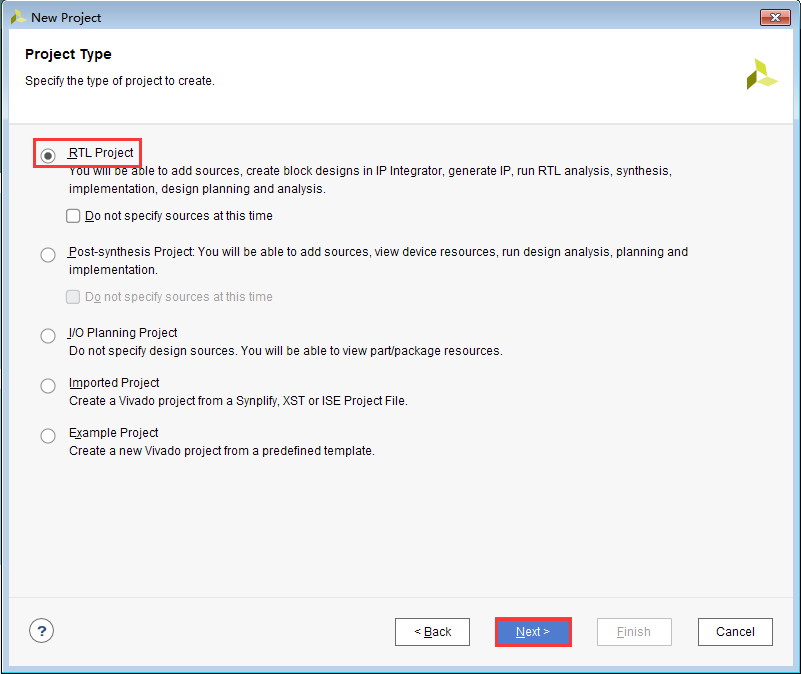 New Project
Project Type
Specify the type of project to create.
RTL Project
You will be able to add sources, create block designs in IP Integrator, generate IP, run RTL analysis, synthesis,
implementation, design planning and analysis.
Do not specify sources at this time
Post-synthesis Project: You will be able to add sources, view device resources, run design analysis, planning and
implementation.
Do not specify sources at this time
I/O Planning Project
Do not specify design sources. You will be able to view part/package resources.
Imported Project
Create a Vivado project from a Synplify, XST or ISE Project File.
Example Project
Create a new Vivado project from a predefined template.
? < Back Next > Finish Cancel